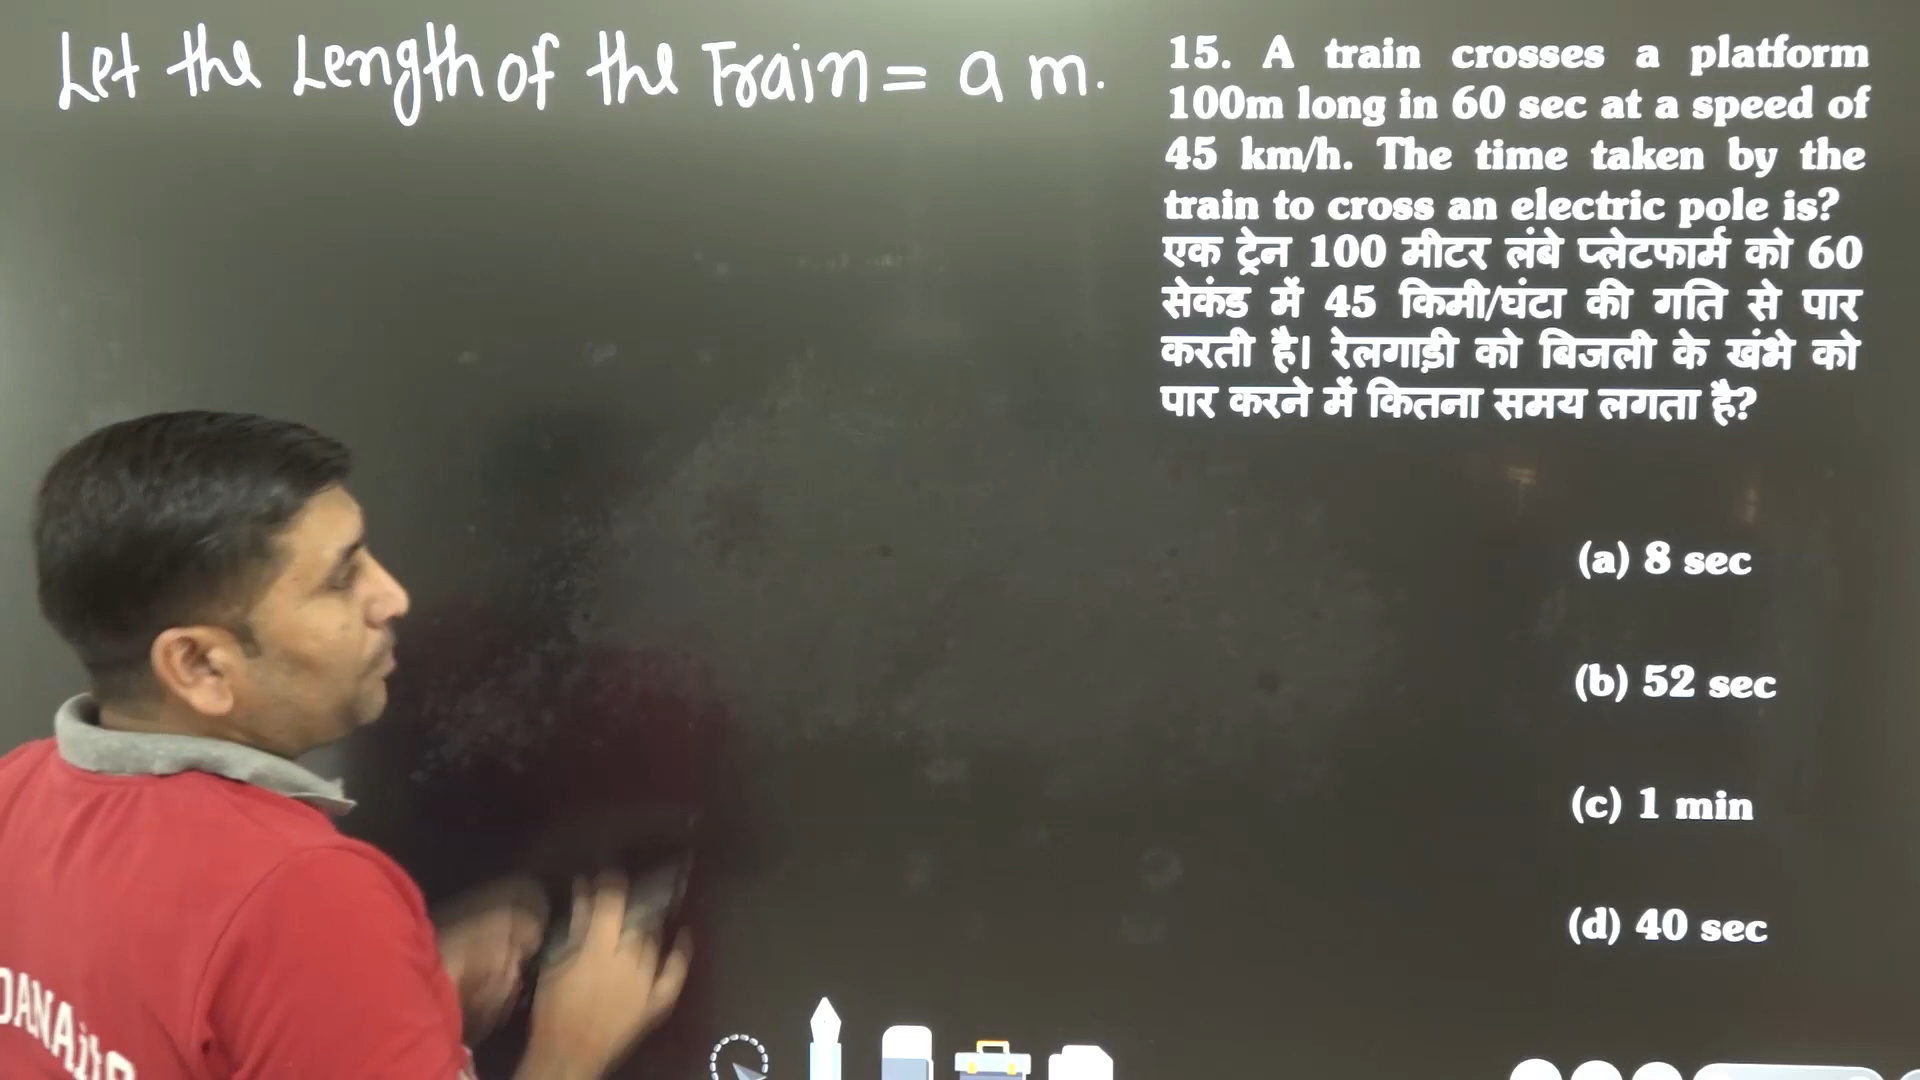 Let the Length of the Train = a m.
15. A train crosses a platform
100m long in 60 sec at a speed of
45 km/h. The time taken by the
train to cross an electric pole is?
एक ट्रेन 100 मीटर लंबे प्लेटफार्म को 60
सेकंड में 45 किमी/घंटा की गति से पार
करती है। रेलगाड़ी को बिजली के खंभे को
पार करने में कितना समय लगता है?
(a) 8 sec
(b) 52 sec
(c) 1 min
(d) 40 sec